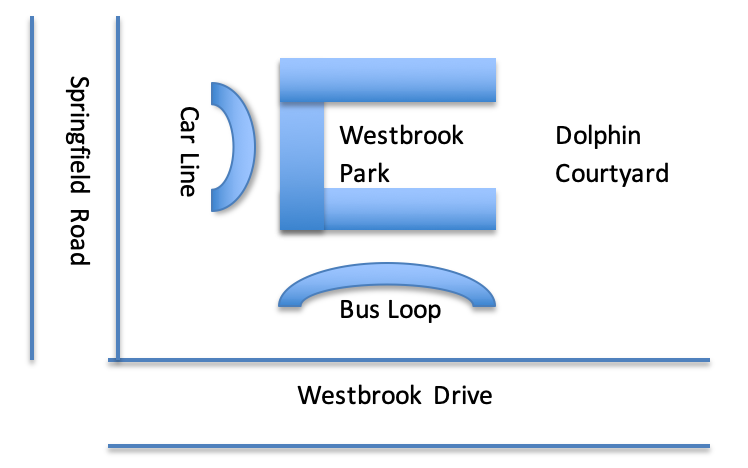 Springfield Road
Car Line
Westbrook
Park
Dolphin
Courtyard
Bus Loop
Westbrook Drive